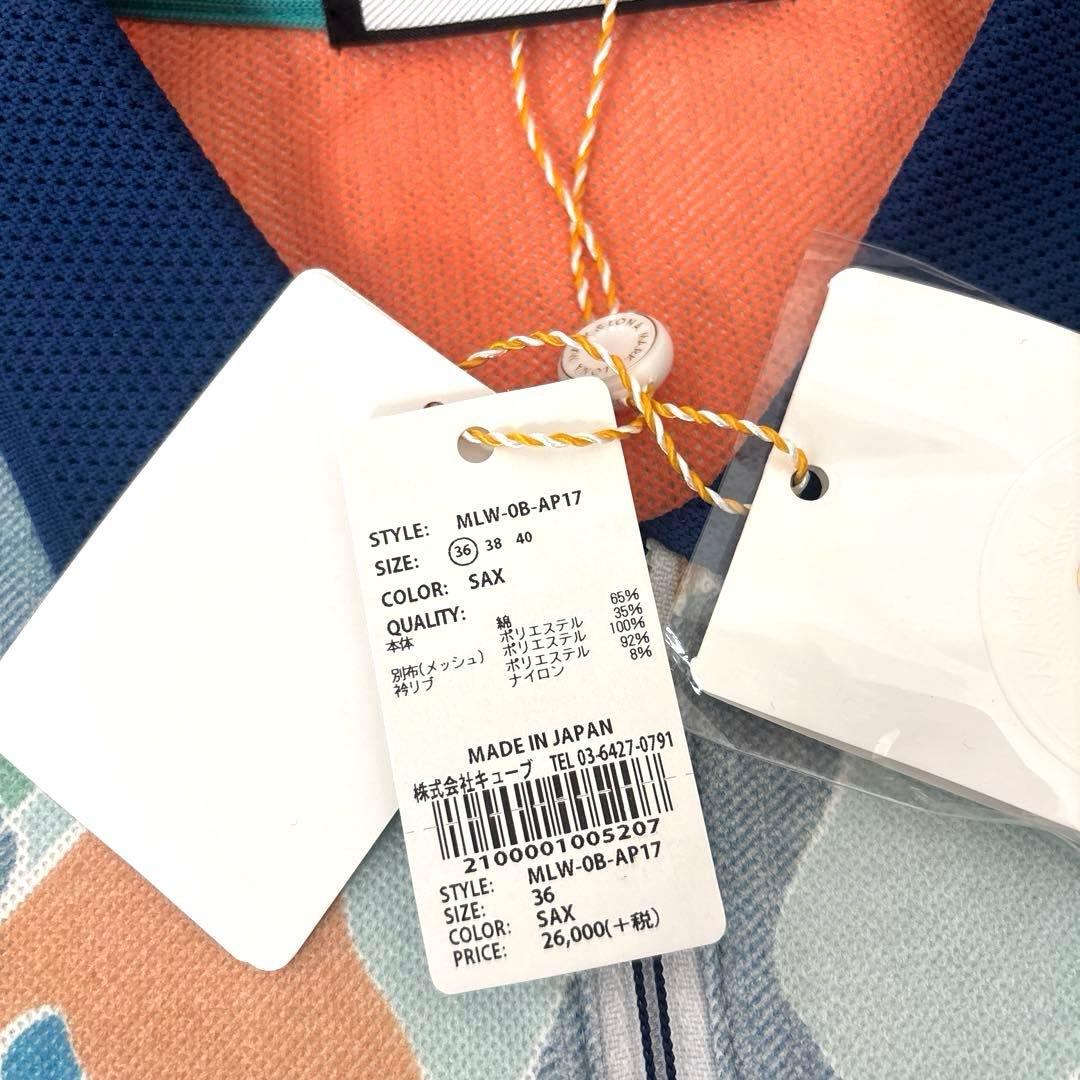 STYLE: MLW-0B-AP17
SIZE: 36 38 40
COLOR: SAX
QUALITY:
本体 綿 65%
ポリエステル 35%
別布(メッシュ) ポリエステル 100%
衿リブ ポリエステル 92%
ナイロン 8%
MADE IN JAPAN
株式会社キューブ TEL 03-6427-0791
2100001005207
STYLE: MLW-0B-AP17
SIZE: 36
COLOR: SAX
PRICE: 26,000(+税)